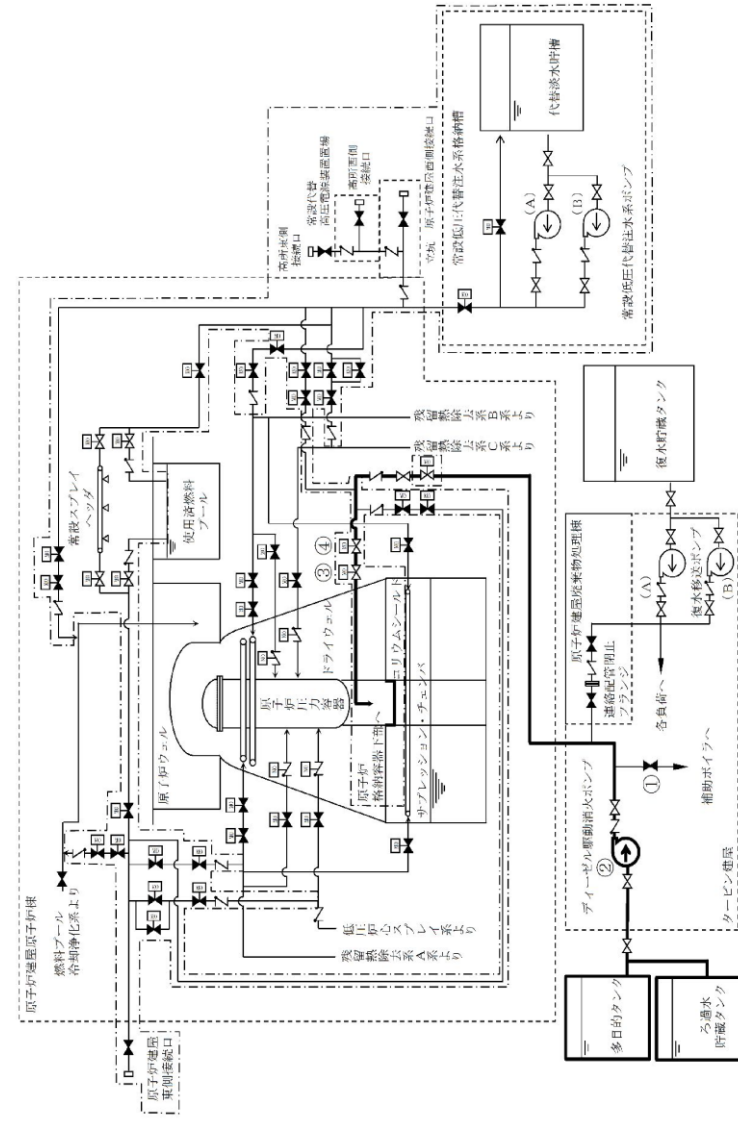 原子炉建屋原子炉棟
燃料プール
冷却浄化系より
原子炉建屋
東側接続口
原子炉ウェル
常設スプレイ
ヘッダ
使用済燃料
プール
高所東側
接続口
常設代替
高圧電源装置置場
高所西側
接続口
立坑
原子炉建屋西側接続口
常設低圧代替注水系格納槽
代替淡水貯槽
(A)
(B)
常設低圧代替注水系ポンプ
原子炉圧力容器
ドライウェル
原子炉
格納容器下部へ
コリウムシールド
サプレッション・チェンバ
③
④
残留熱除去系B系より
残留熱除去系C系より
低圧炉心スプレイ系より
残留熱除去系A系より
復水貯蔵タンク
原子炉建屋廃棄物処理棟
連絡配管閉止
フランジ
(A)
復水移送ポンプ
(B)
各負荷へ
ディーゼル駆動消火ポンプ
②
①
補助ボイラへ
タービン建屋
多目的タンク
ろ過水
貯蔵タンク